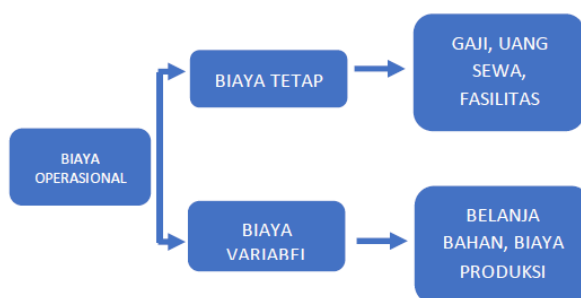 BIAYA
OPERASIONAL
BIAYA TETAP
GAJI, UANG
SEWA,
FASILITAS
BIAYA
VARIABEL
BELANJA
BAHAN, BIAYA
PRODUKSI